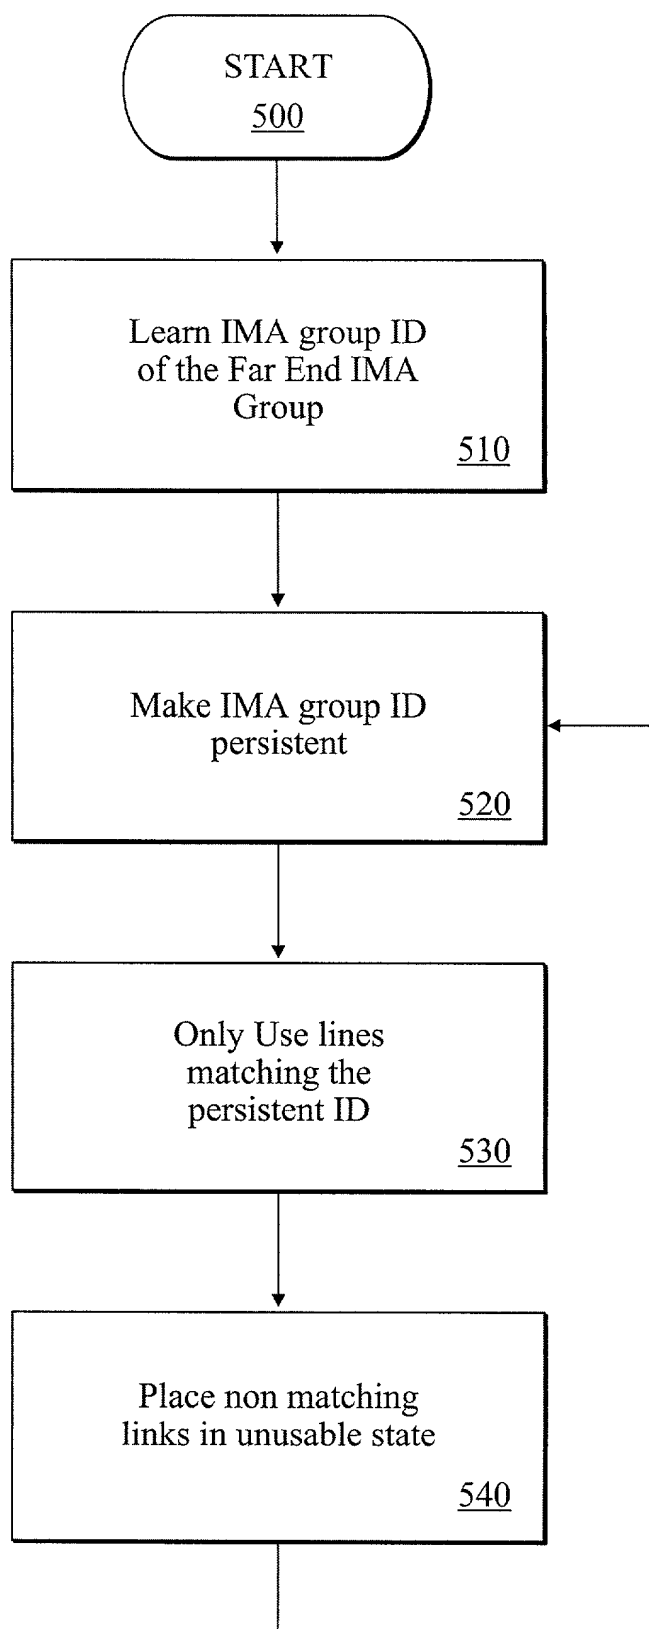 START
500
Learn IMA group ID
of the Far End IMA
Group
510
Make IMA group ID
persistent
520
Only Use lines
matching the
persistent ID
530
Place non matching
links in unusable state
540